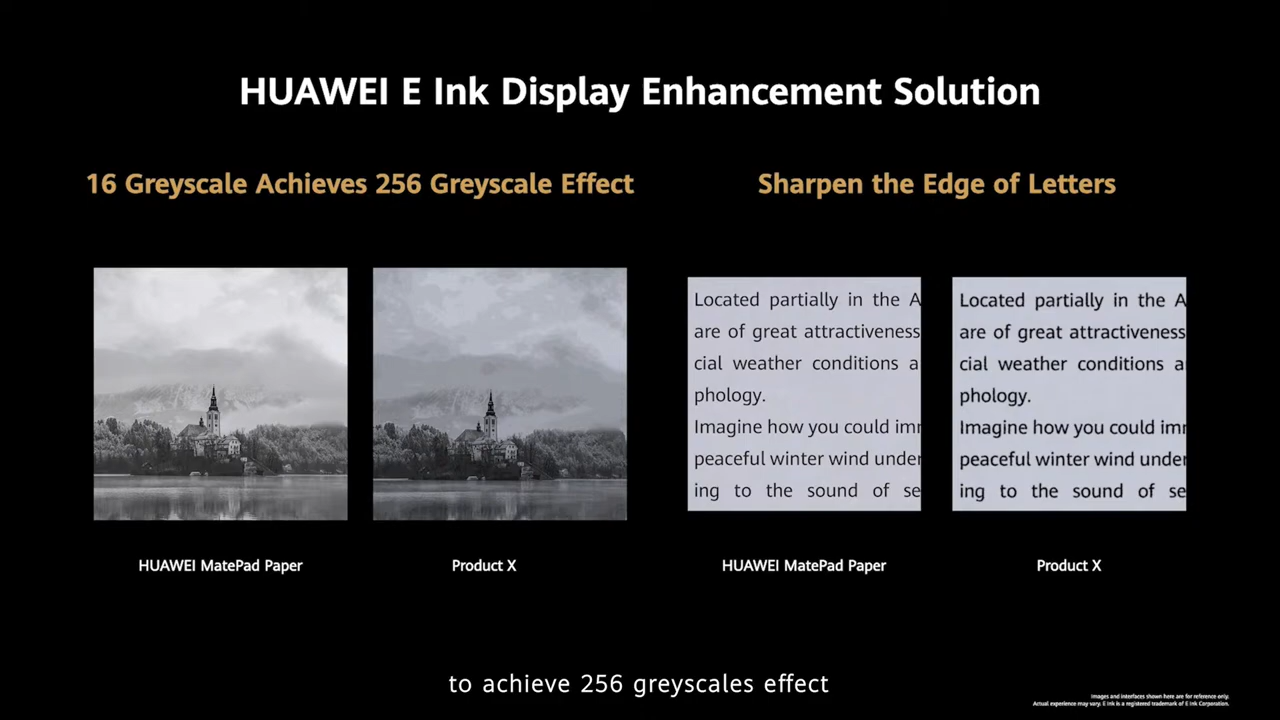 HUAWEI E Ink Display Enhancement Solution
16 Greyscale Achieves 256 Greyscale Effect
Sharpen the Edge of Letters
Located partially in the A
are of great attractiveness
cial weather conditions a
phology.
Imagine how you could imr
peaceful winter wind under
ing to the sound of se
Located partially in the A
are of great attractiveness
cial weather conditions a
phology.
Imagine how you could imr
peaceful winter wind under
ing to the sound of se
HUAWEI MatePad Paper
Product X
HUAWEI MatePad Paper
Product X
to achieve 256 greyscales effect
Images and interfaces shown here are for reference only.
Actual experience may vary. E Ink is a registered trademark of E Ink Corporation.